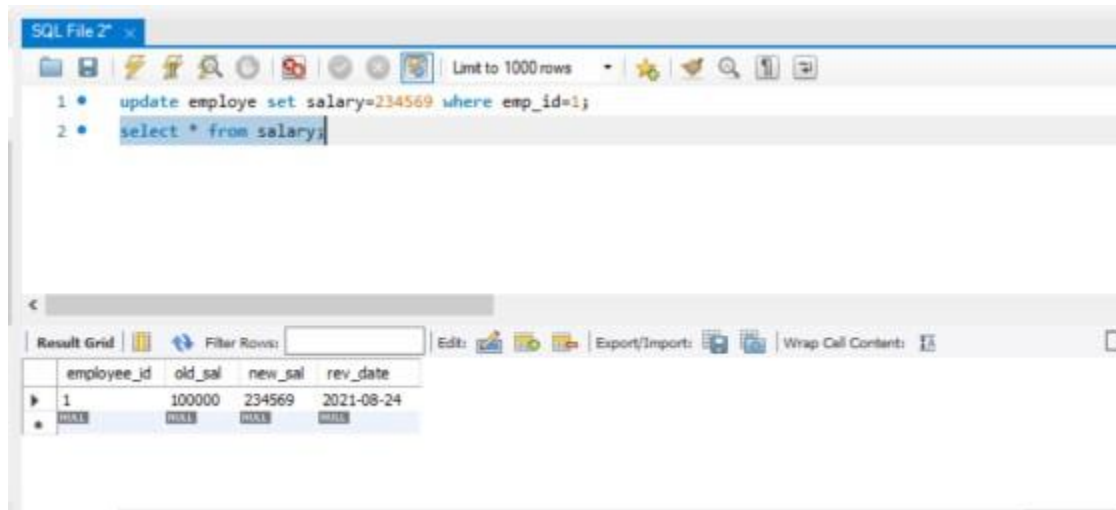 SQL File 2* ×
Limit to 1000 rows
1 update employe set salary=234569 where emp_id=1;
2 select * from salary;
Result Grid Filter Rows: Edit: Export/Import: Wrap Cell Content:
employee_id old_sal new_sal rev_date
1 100000 234569 2021-08-24
NULL NULL NULL NULL